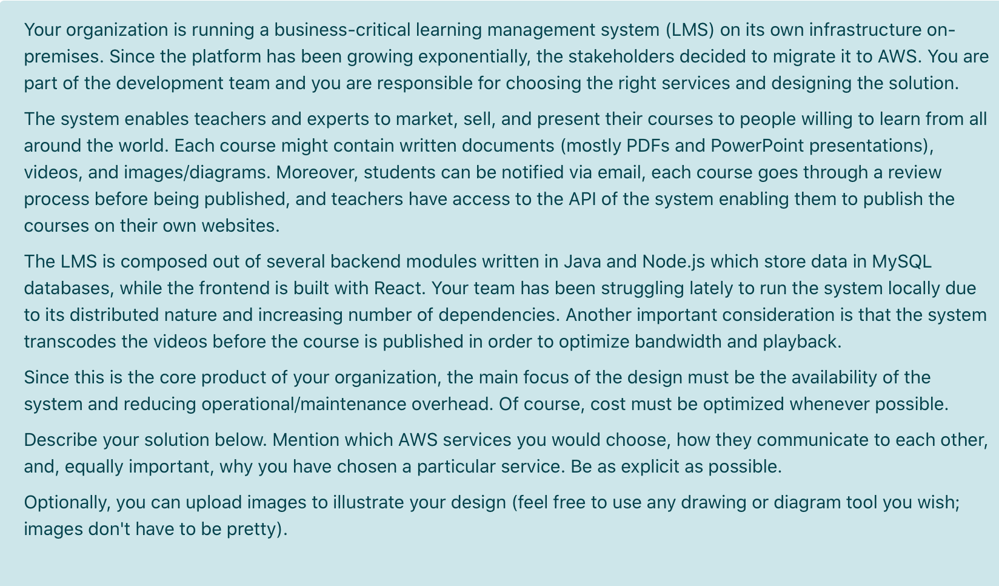 Your organization is running a business-critical learning management system (LMS) on its own infrastructure on-
premises. Since the platform has been growing exponentially, the stakeholders decided to migrate it to AWS. You are
part of the development team and you are responsible for choosing the right services and designing the solution.
The system enables teachers and experts to market, sell, and present their courses to people willing to learn from all
around the world. Each course might contain written documents (mostly PDFs and PowerPoint presentations),
videos, and images/diagrams. Moreover, students can be notified via email, each course goes through a review
process before being published, and teachers have access to the API of the system enabling them to publish the
courses on their own websites.
The LMS is composed out of several backend modules written in Java and Node.js which store data in MySQL
databases, while the frontend is built with React. Your team has been struggling lately to run the system locally due
to its distributed nature and increasing number of dependencies. Another important consideration is that the system
transcodes the videos before the course is published in order to optimize bandwidth and playback.
Since this is the core product of your organization, the main focus of the design must be the availability of the
system and reducing operational/maintenance overhead. Of course, cost must be optimized whenever possible.
Describe your solution below. Mention which AWS services you would choose, how they communicate to each other,
and, equally important, why you have chosen a particular service. Be as explicit as possible.
Optionally, you can upload images to illustrate your design (feel free to use any drawing or diagram tool you wish;
images don't have to be pretty).